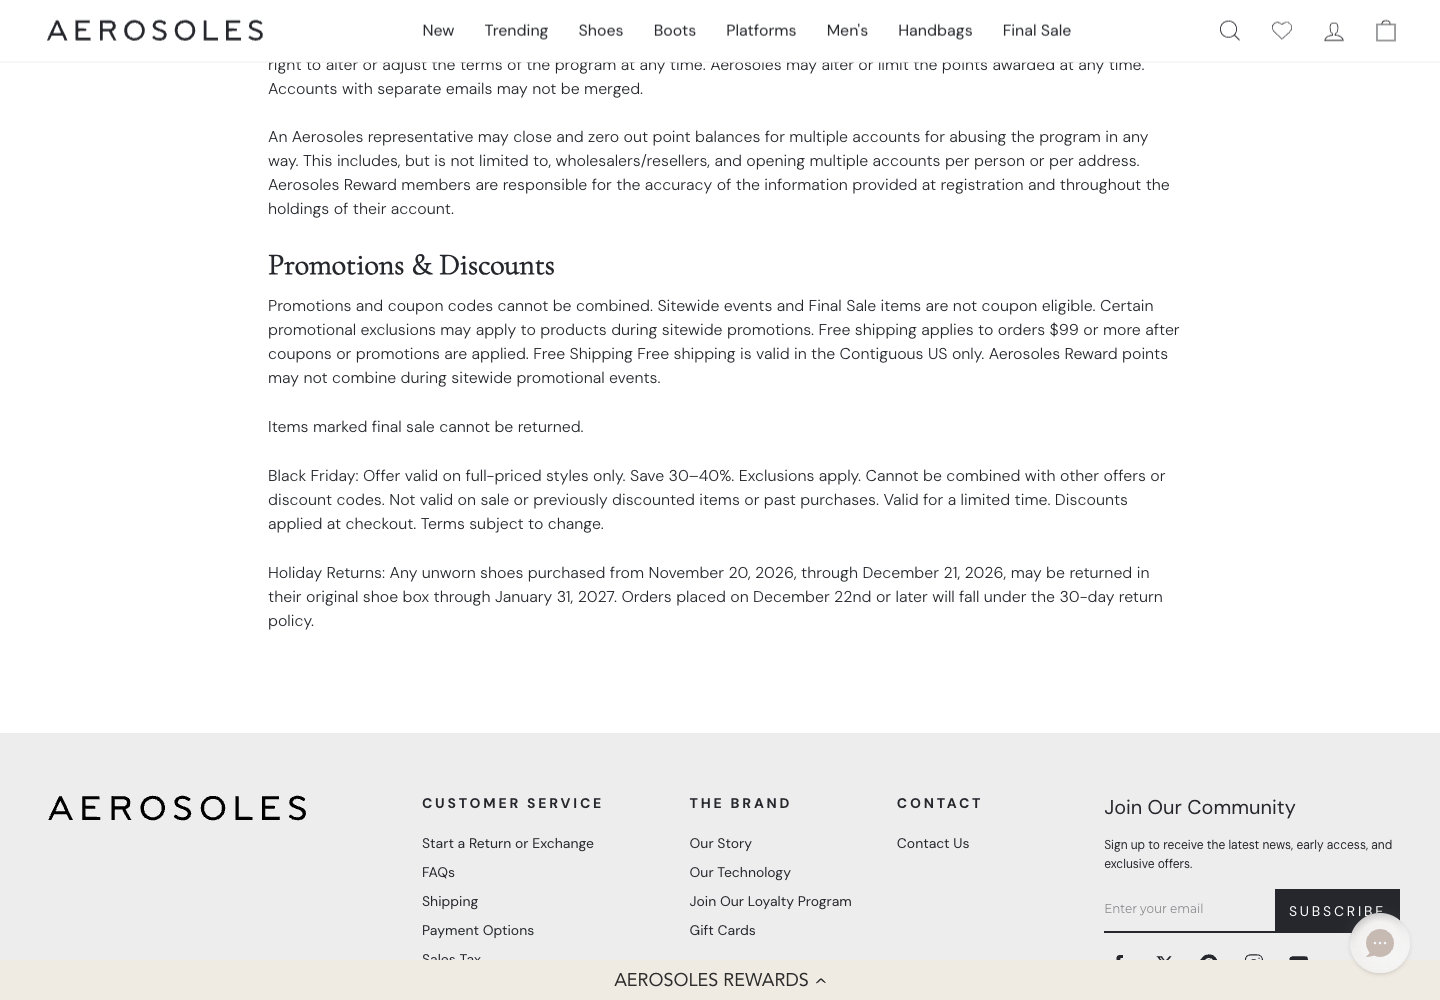 AEROSOLES
New Trending Shoes Boots Platforms Men's Handbags Final Sale
right to alter or adjust the terms of the program at any time. Aerosoles may alter or limit the points awarded at any time.
Accounts with separate emails may not be merged.
An Aerosoles representative may close and zero out point balances for multiple accounts for abusing the program in any
way. This includes, but is not limited to, wholesalers/resellers, and opening multiple accounts per person or per address.
Aerosoles Reward members are responsible for the accuracy of the information provided at registration and throughout the
holdings of their account.
Promotions & Discounts
Promotions and coupon codes cannot be combined. Sitewide events and Final Sale items are not coupon eligible. Certain
promotional exclusions may apply to products during sitewide promotions. Free shipping applies to orders $99 or more after
coupons or promotions are applied. Free Shipping Free shipping is valid in the Contiguous US only. Aerosoles Reward points
may not combine during sitewide promotional events.
Items marked final sale cannot be returned.
Black Friday: Offer valid on full-priced styles only. Save 30–40%. Exclusions apply. Cannot be combined with other offers or
discount codes. Not valid on sale or previously discounted items or past purchases. Valid for a limited time. Discounts
applied at checkout. Terms subject to change.
Holiday Returns: Any unworn shoes purchased from November 20, 2026, through December 21, 2026, may be returned in
their original shoe box through January 31, 2027. Orders placed on December 22nd or later will fall under the 30-day return
policy.
AEROSOLES
CUSTOMER SERVICE
Start a Return or Exchange
FAQs
Shipping
Payment Options
Sales Tax
THE BRAND
Our Story
Our Technology
Join Our Loyalty Program
Gift Cards
CONTACT
Contact Us
Join Our Community
Sign up to receive the latest news, early access, and
exclusive offers.
Enter your email
SUBSCRIBE
AEROSOLES REWARDS